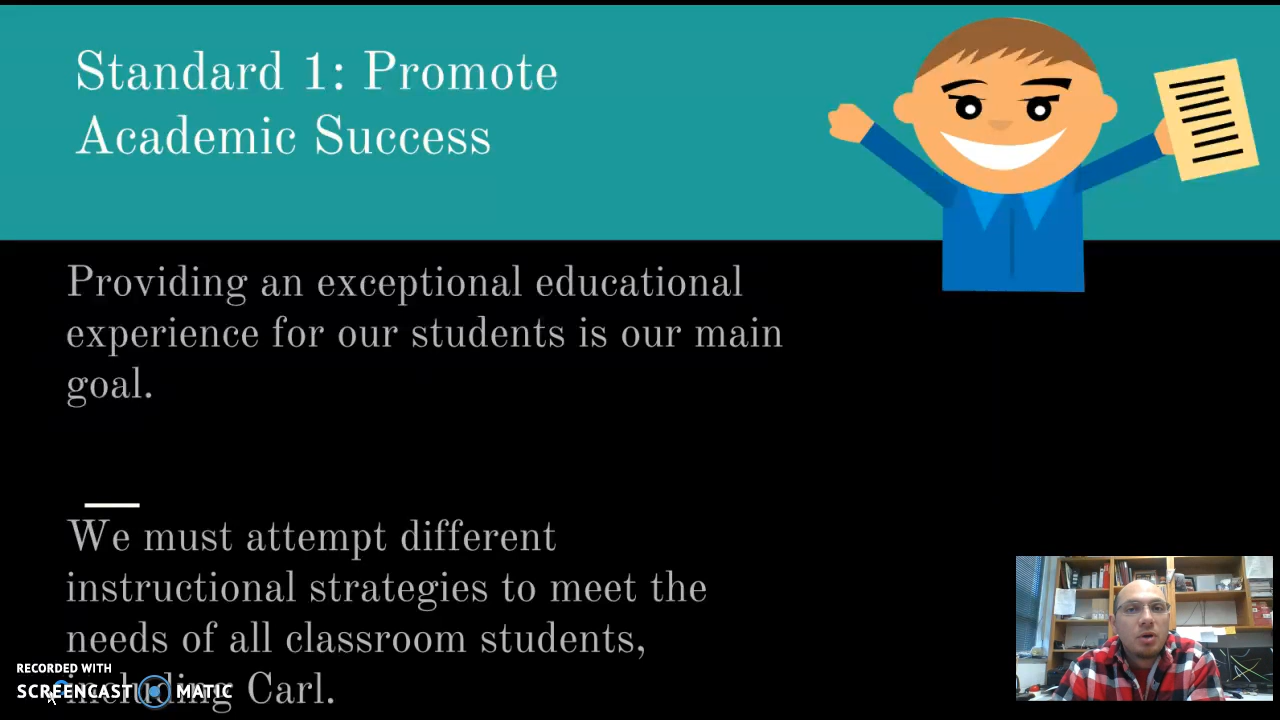 Standard 1: Promote
Academic Success
Providing an exceptional educational
experience for our students is our main
goal.
We must attempt different
instructional strategies to meet the
needs of all classroom students,
including Carl.
RECORDED WITH
SCREENCAST MATIC